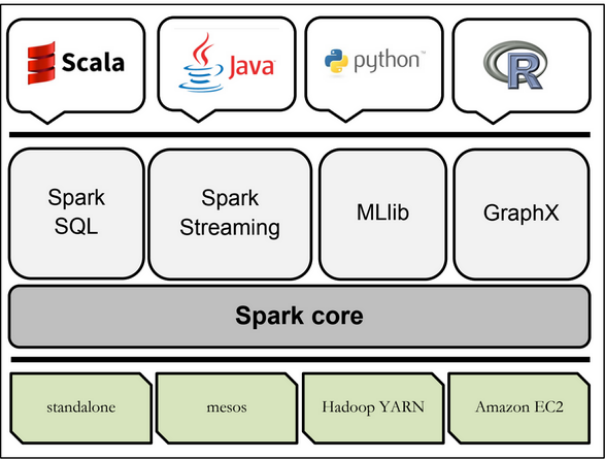 Scala
Java
python™
R
Spark
SQL
Spark
Streaming
MLlib
GraphX
Spark core
standalone
mesos
Hadoop YARN
Amazon EC2